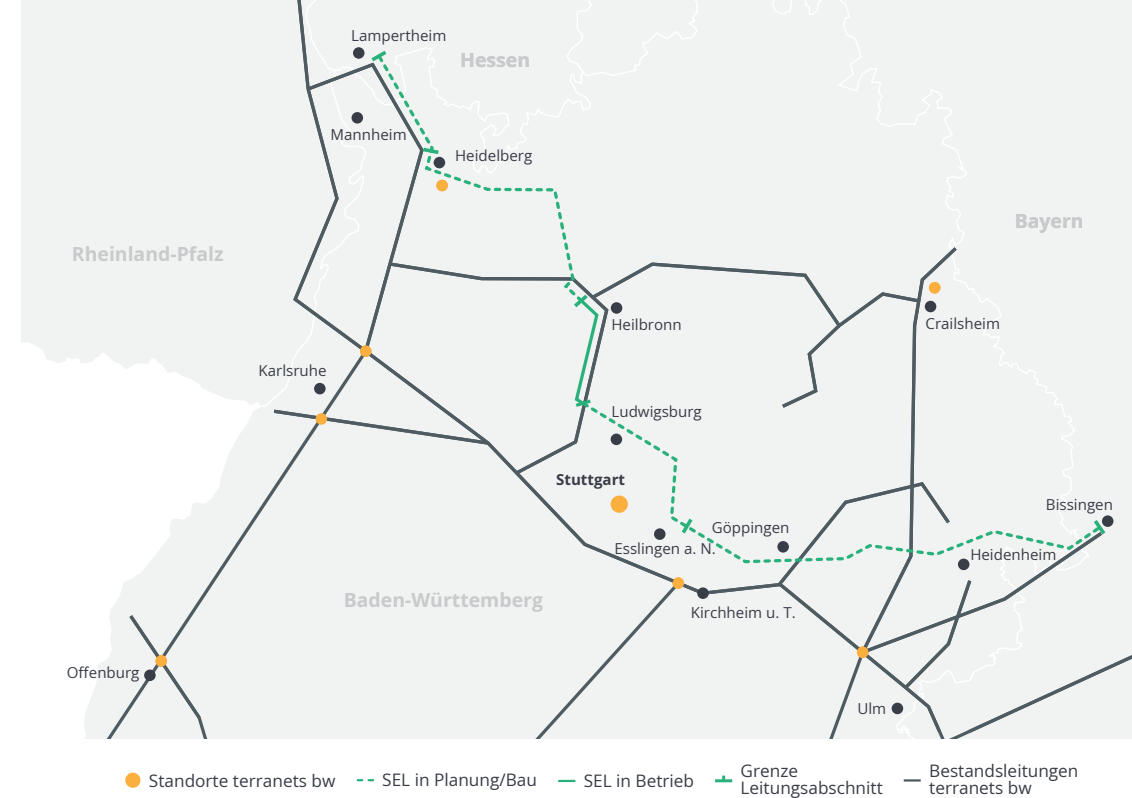 Lampertheim
Hessen
Mannheim
Heidelberg
Bayern
Rheinland-Pfalz
Heilbronn
Crailsheim
Karlsruhe
Ludwigsburg
Stuttgart
Bissingen
Göppingen
Esslingen a. N.
Heidenheim
Baden-Württemberg
Kirchheim u. T.
Offenburg
Ulm
Standorte terranets bw
SEL in Planung/Bau
SEL in Betrieb
Grenze
Leitungsabschnitt
Bestandsleitungen
terranets bw